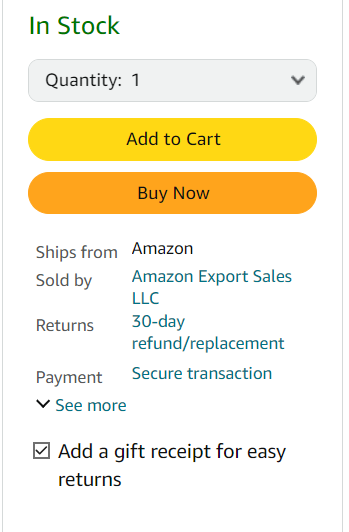 In Stock
Quantity: 1
Add to Cart
Buy Now
Ships from Amazon
Sold by Amazon Export Sales
LLC
Returns 30-day
refund/replacement
Payment Secure transaction
See more
Add a gift receipt for easy
returns